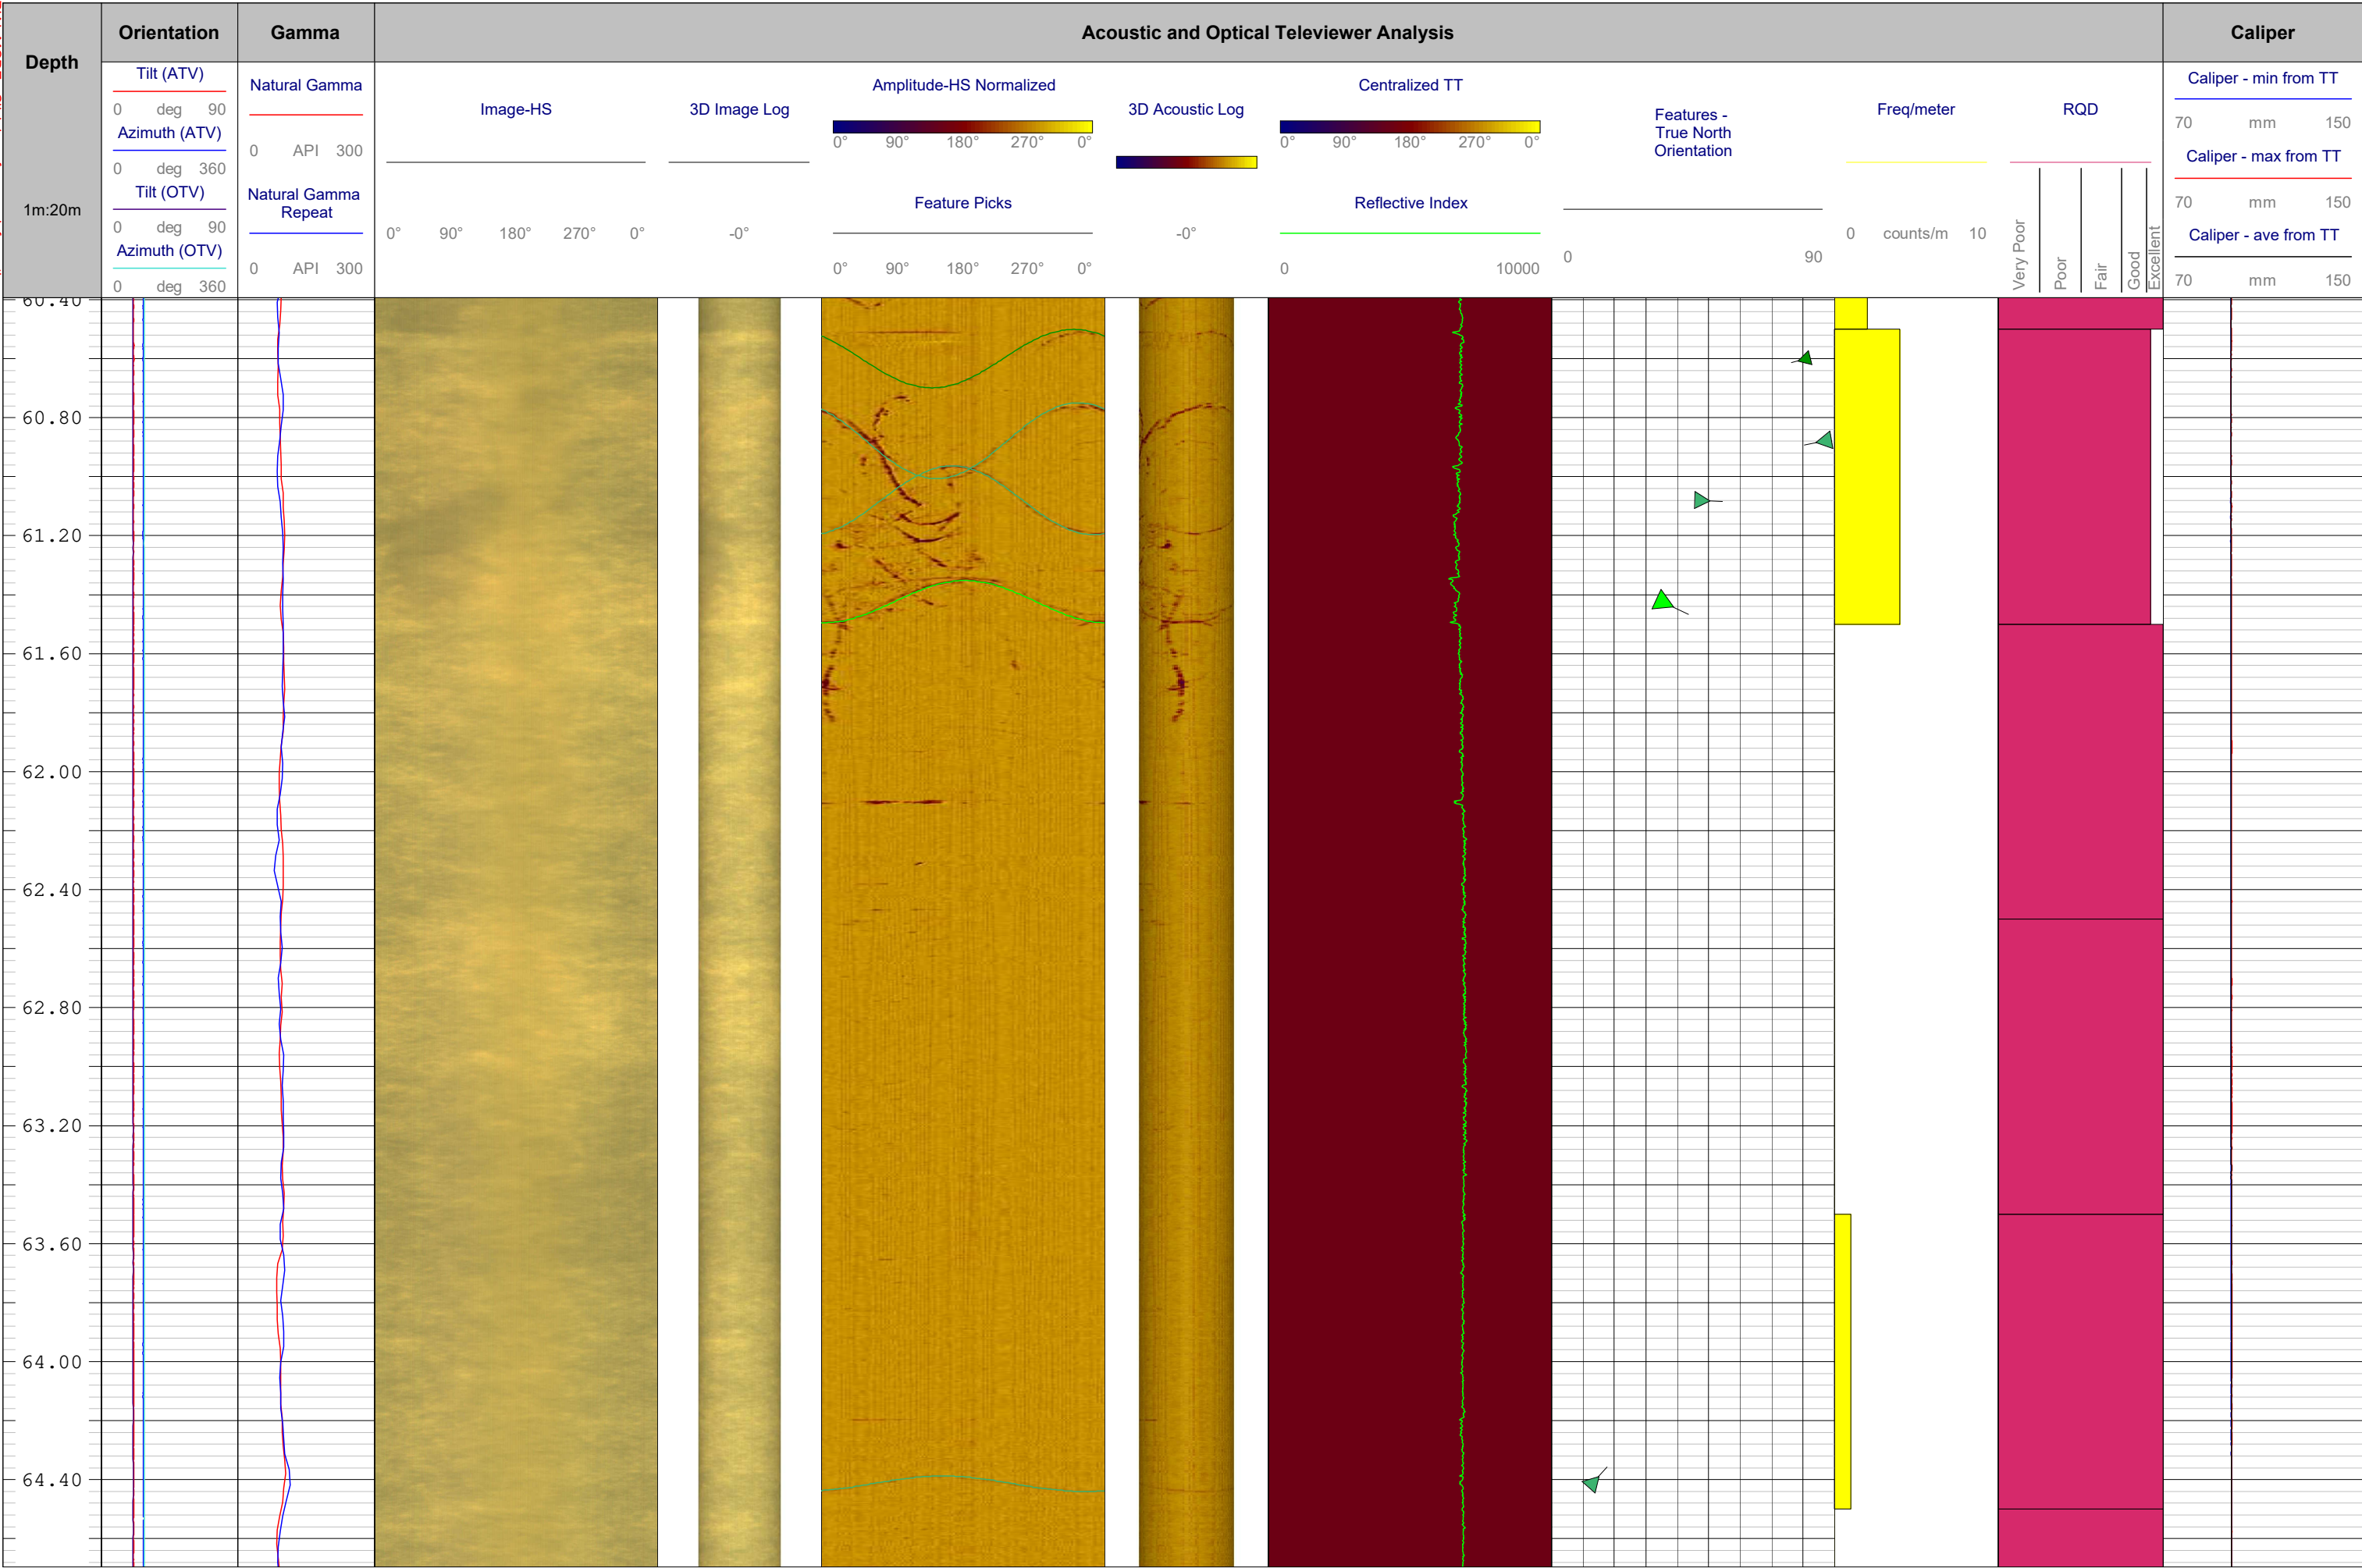 Depth
1m:20m
Orientation
Tilt (ATV)
0 deg 90
Azimuth (ATV)
0 deg 360
Tilt (OTV)
0 deg 90
Azimuth (OTV)
0 deg 360
Gamma
Natural Gamma
0 API 300
Natural Gamma
Repeat
0 API 300
Acoustic and Optical Televiewer Analysis
Image-HS
0° 90° 180° 270° 0°
3D Image Log
-0°
Amplitude-HS Normalized
0° 90° 180° 270° 0°
Feature Picks
0° 90° 180° 270° 0°
3D Acoustic Log
-0°
Centralized TT
0° 90° 180° 270° 0°
Reflective Index
0 10000
Features -
True North
Orientation
0 90
Freq/meter
0 counts/m 10
RQD
Very Poor
Poor
Fair
Good
Excellent
Caliper
Caliper - min from TT
70 mm 150
Caliper - max from TT
70 mm 150
Caliper - ave from TT
70 mm 150
60.40
60.80
61.20
61.60
62.00
62.40
62.80
63.20
63.60
64.00
64.40